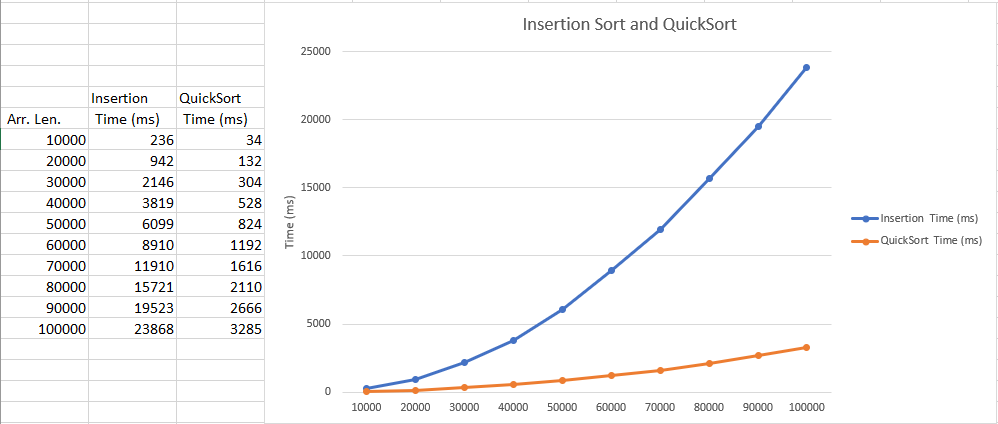 Insertion QuickSort
Arr. Len. Time (ms) Time (ms)
10000 236 34
20000 942 132
30000 2146 304
40000 3819 528
50000 6099 824
60000 8910 1192
70000 11910 1616
80000 15721 2110
90000 19523 2666
100000 23868 3285
Insertion Sort and QuickSort
Time (ms)
25000
20000
15000
10000
5000
0
10000 20000 30000 40000 50000 60000 70000 80000 90000 100000
Insertion Time (ms)
QuickSort Time (ms)